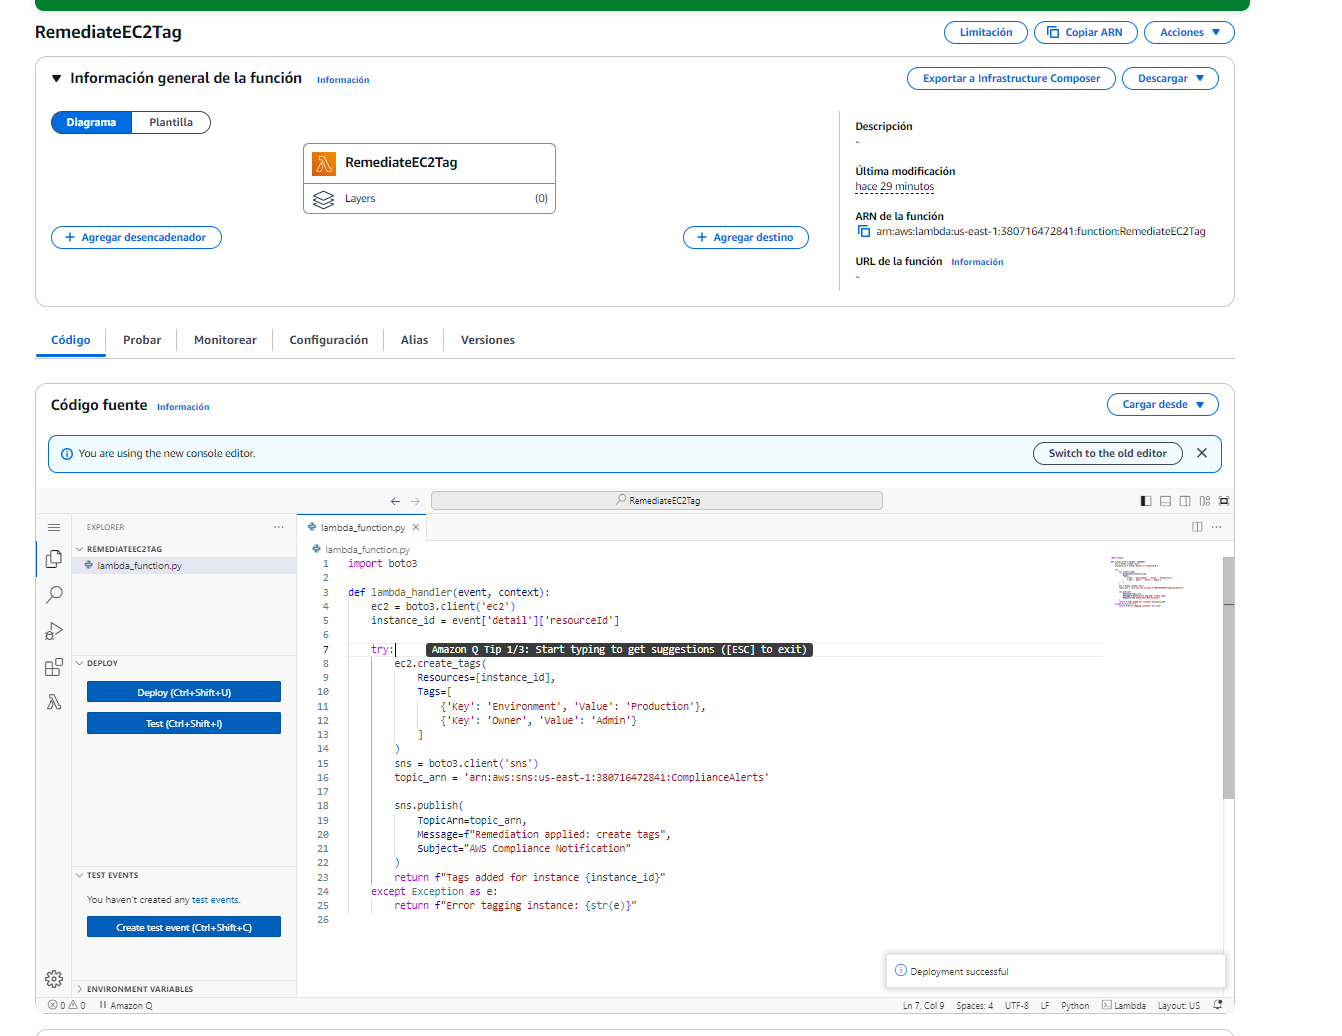 RemediateEC2Tag
Limitación
Copiar ARN
Acciones
Información general de la función Información
Exportar a Infrastructure Composer
Descargar
Diagrama
Plantilla
RemediateEC2Tag
Layers (0)
Agregar desencadenador
Agregar destino
Descripción
-
Última modificación
hace 29 minutos
ARN de la función
arn:aws:lambda:us-east-1:380716472841:function:RemediateEC2Tag
URL de la función Información
-
Código
Probar
Monitorear
Configuración
Alias
Versiones
Código fuente Información
Cargar desde
You are using the new console editor.
Switch to the old editor
RemediateEC2Tag
EXPLORER
REMEDIATEEC2TAG
lambda_function.py
DEPLOY
Deploy (Ctrl+Shift+U)
Test (Ctrl+Shift+I)
TEST EVENTS
You haven't created any test events.
Create test event (Ctrl+Shift+C)
ENVIRONMENT VARIABLES
lambda_function.py
lambda_function.py
1 import boto3
2
3 def lambda_handler(event, context):
4 ec2 = boto3.client('ec2')
5 instance_id = event['detail']['resourceId']
6
7 try: Amazon Q Tip 1/3: Start typing to get suggestions ([ESC] to exit)
8 ec2.create_tags(
9 Resources=[instance_id],
10 Tags=[
11 {'Key': 'Environment', 'Value': 'Production'},
12 {'Key': 'Owner', 'Value': 'Admin'}
13 ]
14 )
15 sns = boto3.client('sns')
16 topic_arn = 'arn:aws:sns:us-east-1:380716472841:ComplianceAlerts'
17
18 sns.publish(
19 TopicArn=topic_arn,
20 Message=f"Remediation applied: create tags",
21 Subject="AWS Compliance Notification"
22 )
23 return f"Tags added for instance {instance_id}"
24 except Exception as e:
25 return f"Error tagging instance: {str(e)}"
26
Deployment successful
0 0 Amazon Q
Ln 7, Col 9 Spaces: 4 UTF-8 LF Python Lambda Layout: US